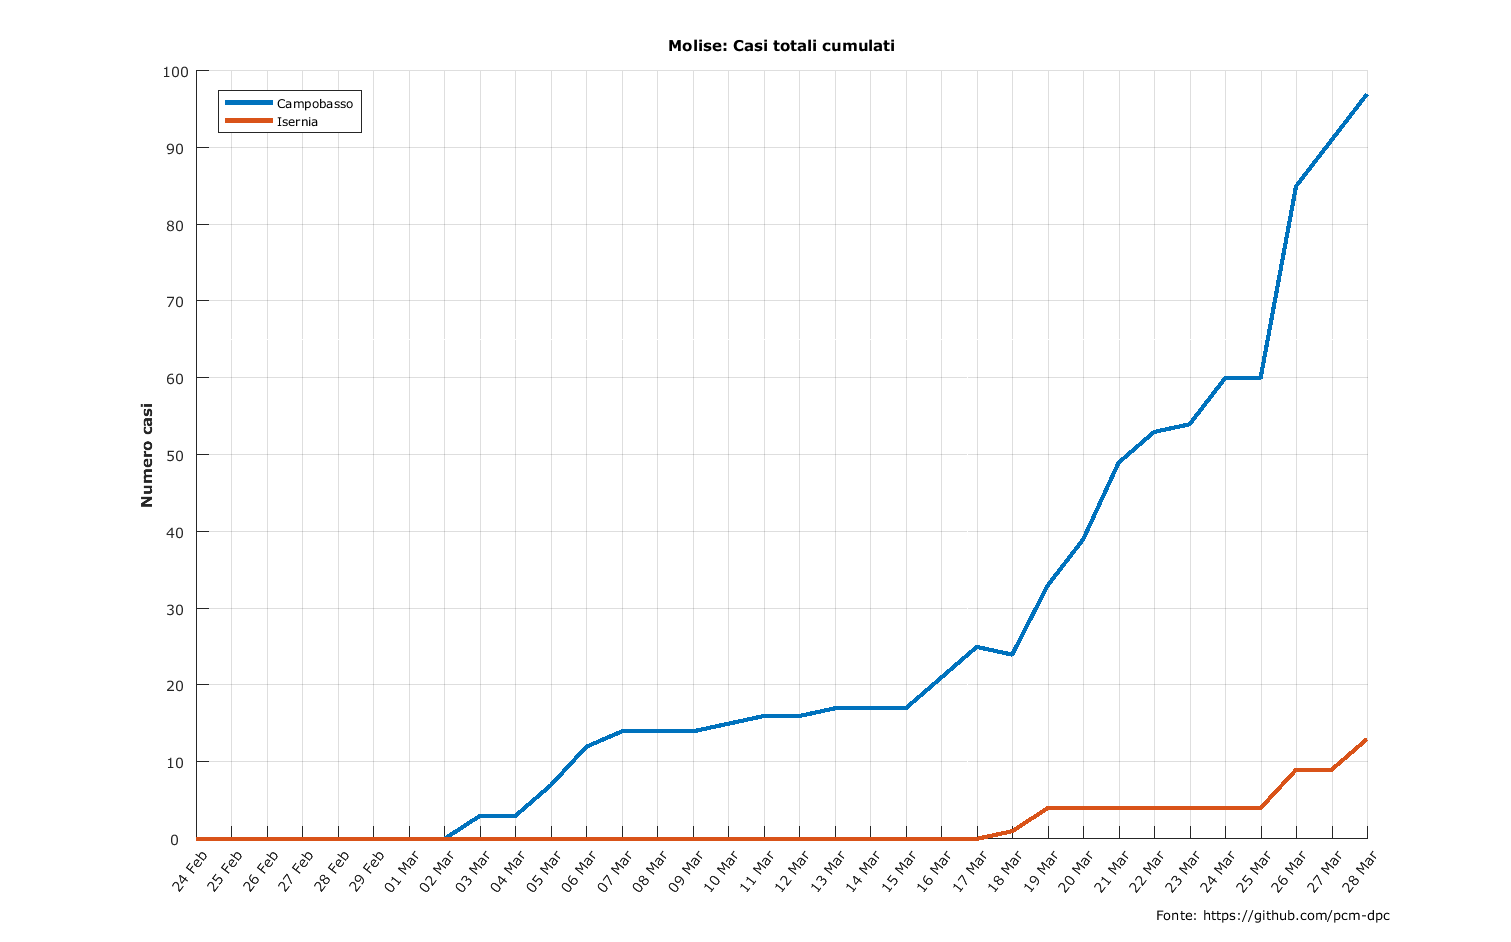 Molise: Casi totali cumulati
Campobasso
Isernia
Numero casi
100
90
80
70
60
50
40
30
20
10
0
24 Feb
25 Feb
26 Feb
27 Feb
28 Feb
29 Feb
01 Mar
02 Mar
03 Mar
04 Mar
05 Mar
06 Mar
07 Mar
08 Mar
09 Mar
10 Mar
11 Mar
12 Mar
13 Mar
14 Mar
15 Mar
16 Mar
17 Mar
18 Mar
19 Mar
20 Mar
21 Mar
22 Mar
23 Mar
24 Mar
25 Mar
26 Mar
27 Mar
28 Mar
Fonte: https://github.com/pcm-dpc